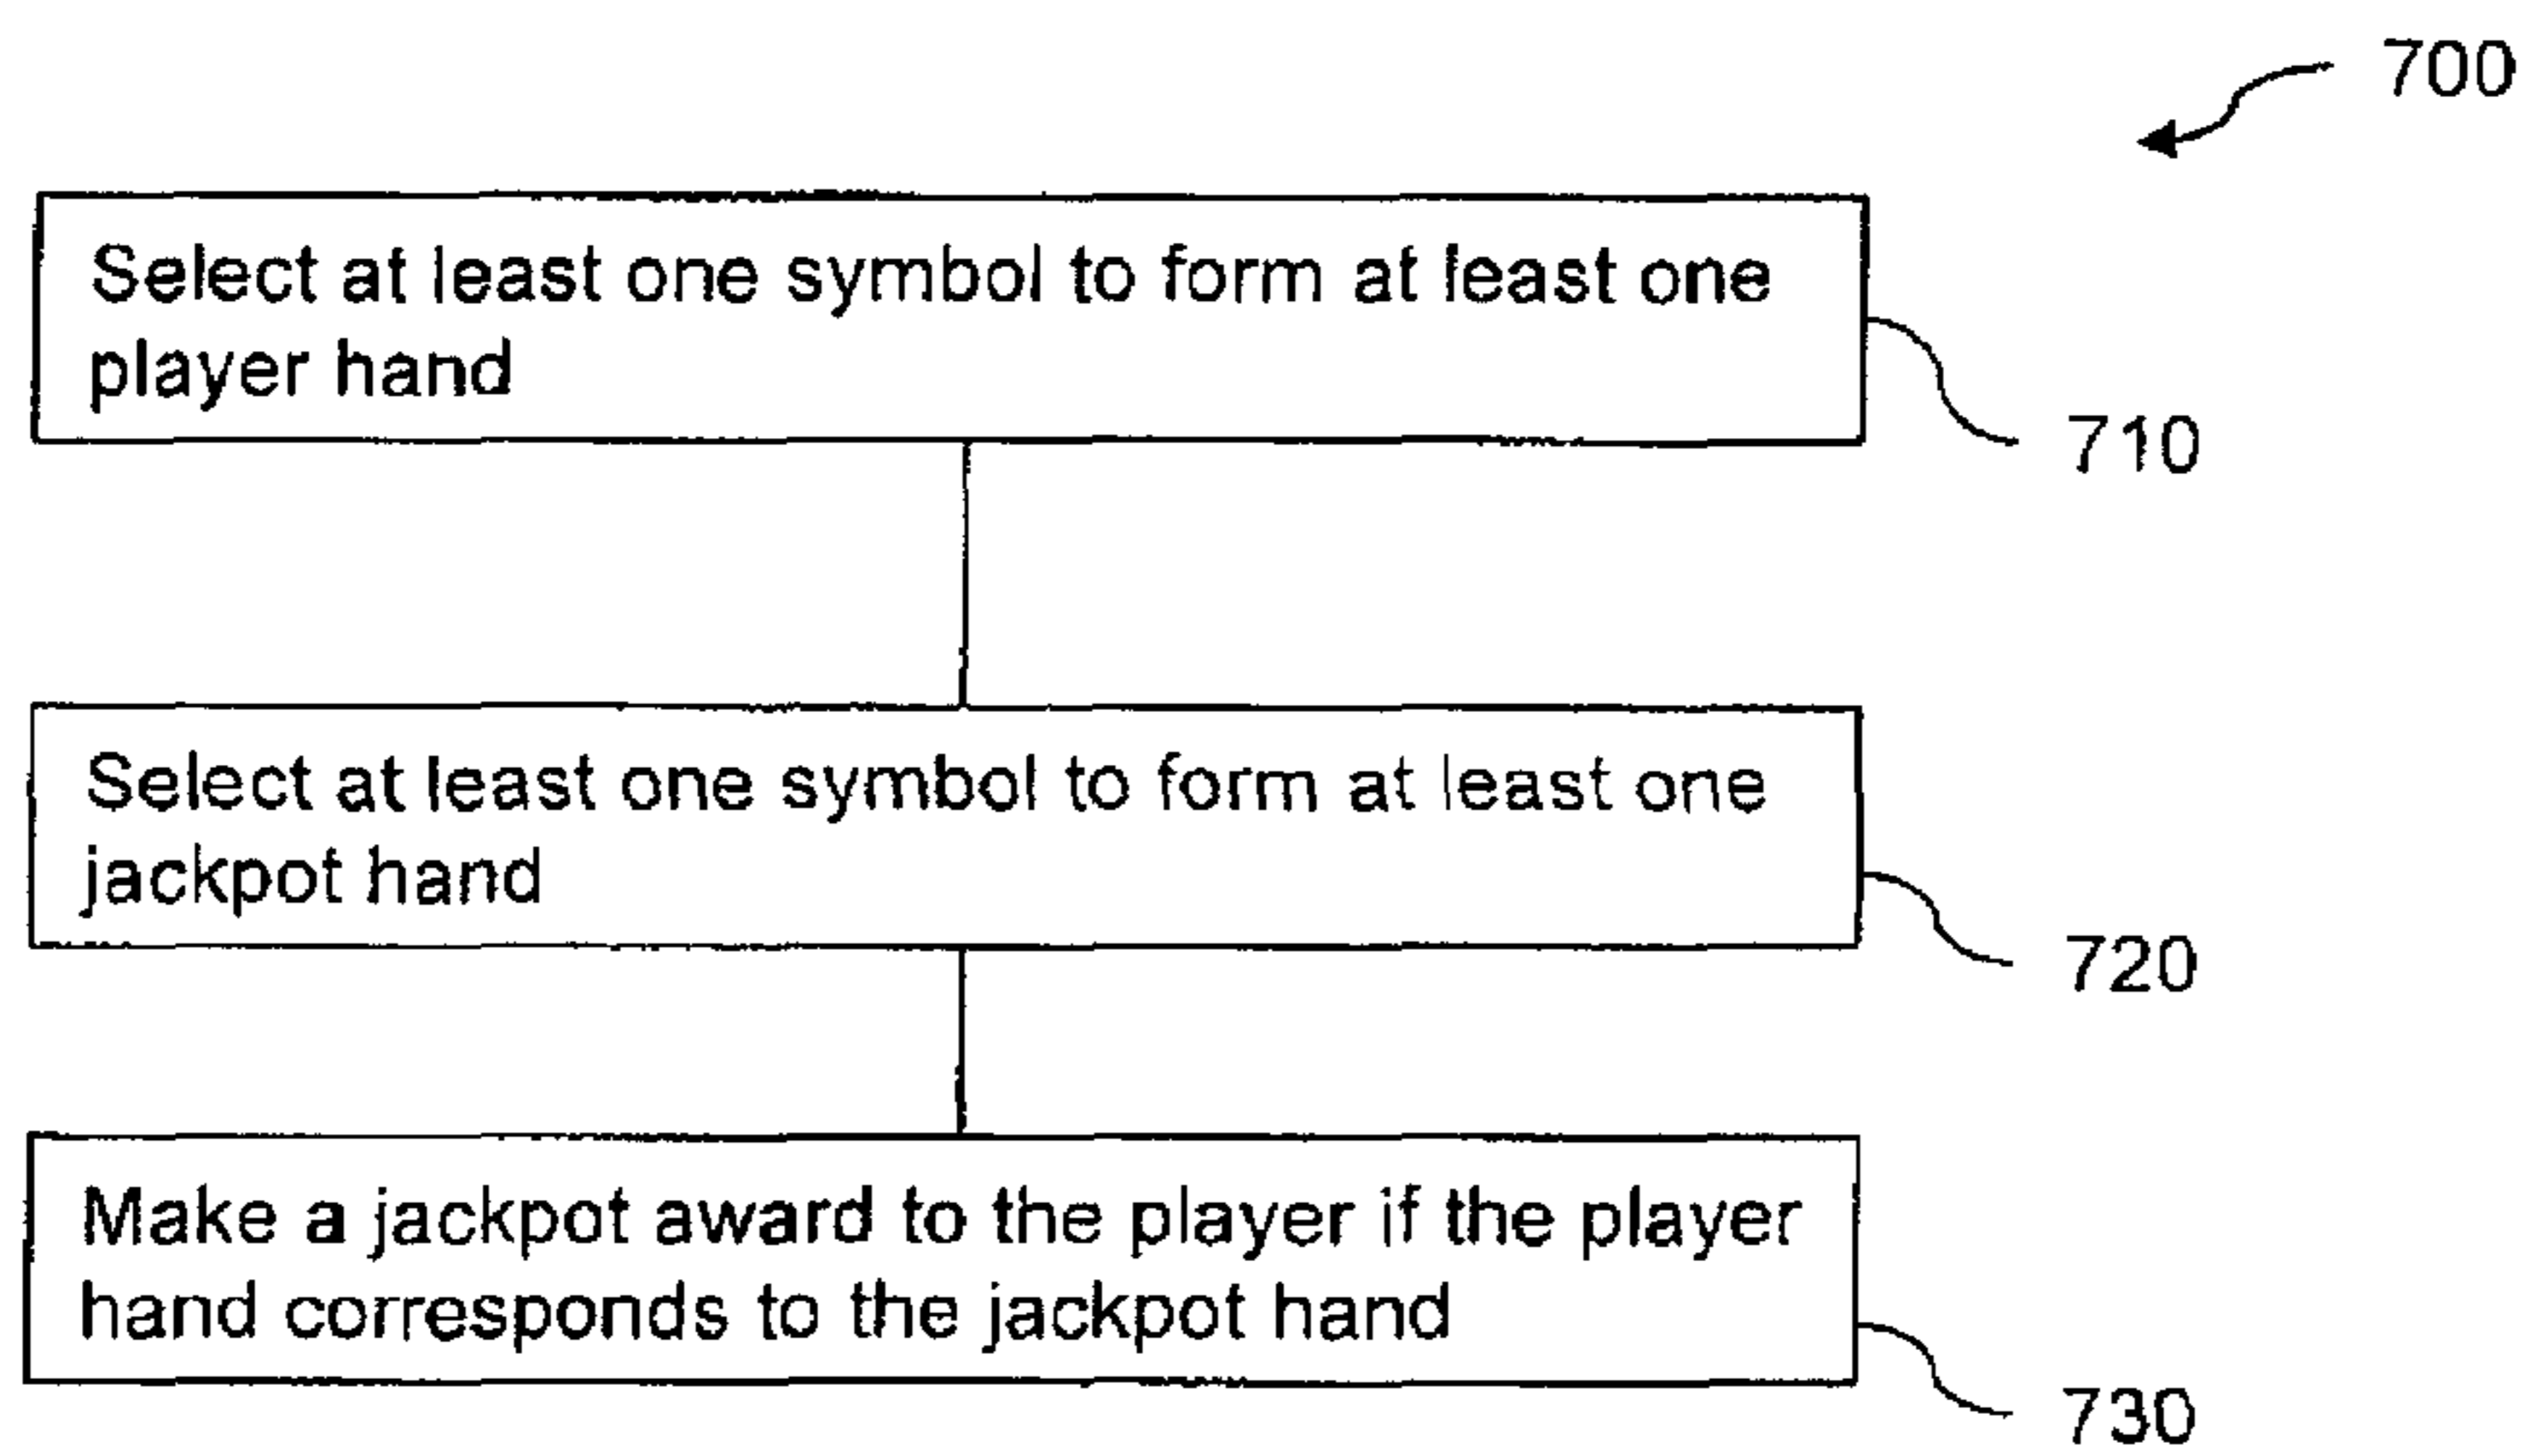 700
Select at least one symbol to form at least one
player hand
710
Select at least one symbol to form at least one
jackpot hand
720
Make a jackpot award to the player if the player
hand corresponds to the jackpot hand
730